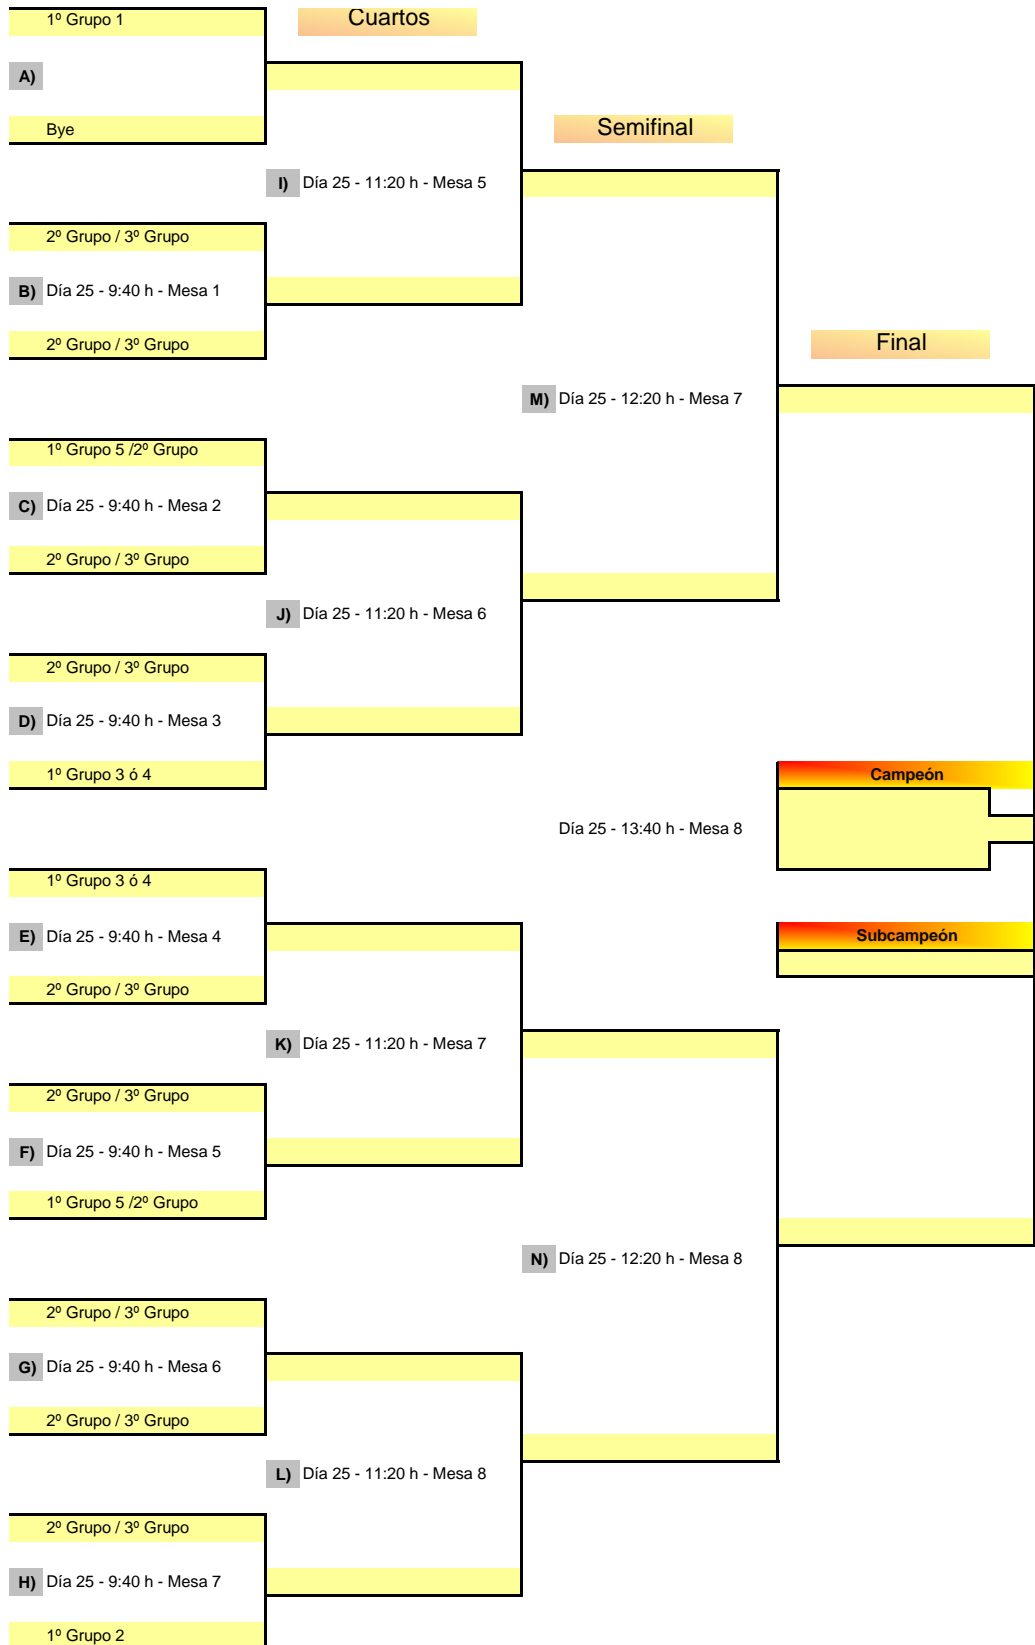 1º Grupo 1
Cuartos
A)
Bye
Semifinal
I) Día 25 - 11:20 h - Mesa 5
2º Grupo / 3º Grupo
B) Día 25 - 9:40 h - Mesa 1
2º Grupo / 3º Grupo
Final
M) Día 25 - 12:20 h - Mesa 7
1º Grupo 5 /2º Grupo
C) Día 25 - 9:40 h - Mesa 2
2º Grupo / 3º Grupo
J) Día 25 - 11:20 h - Mesa 6
2º Grupo / 3º Grupo
D) Día 25 - 9:40 h - Mesa 3
1º Grupo 3 ó 4
Campeón
Día 25 - 13:40 h - Mesa 8
1º Grupo 3 ó 4
E) Día 25 - 9:40 h - Mesa 4
Subcampeón
2º Grupo / 3º Grupo
K) Día 25 - 11:20 h - Mesa 7
2º Grupo / 3º Grupo
F) Día 25 - 9:40 h - Mesa 5
1º Grupo 5 /2º Grupo
N) Día 25 - 12:20 h - Mesa 8
2º Grupo / 3º Grupo
G) Día 25 - 9:40 h - Mesa 6
2º Grupo / 3º Grupo
L) Día 25 - 11:20 h - Mesa 8
2º Grupo / 3º Grupo
H) Día 25 - 9:40 h - Mesa 7
1º Grupo 2